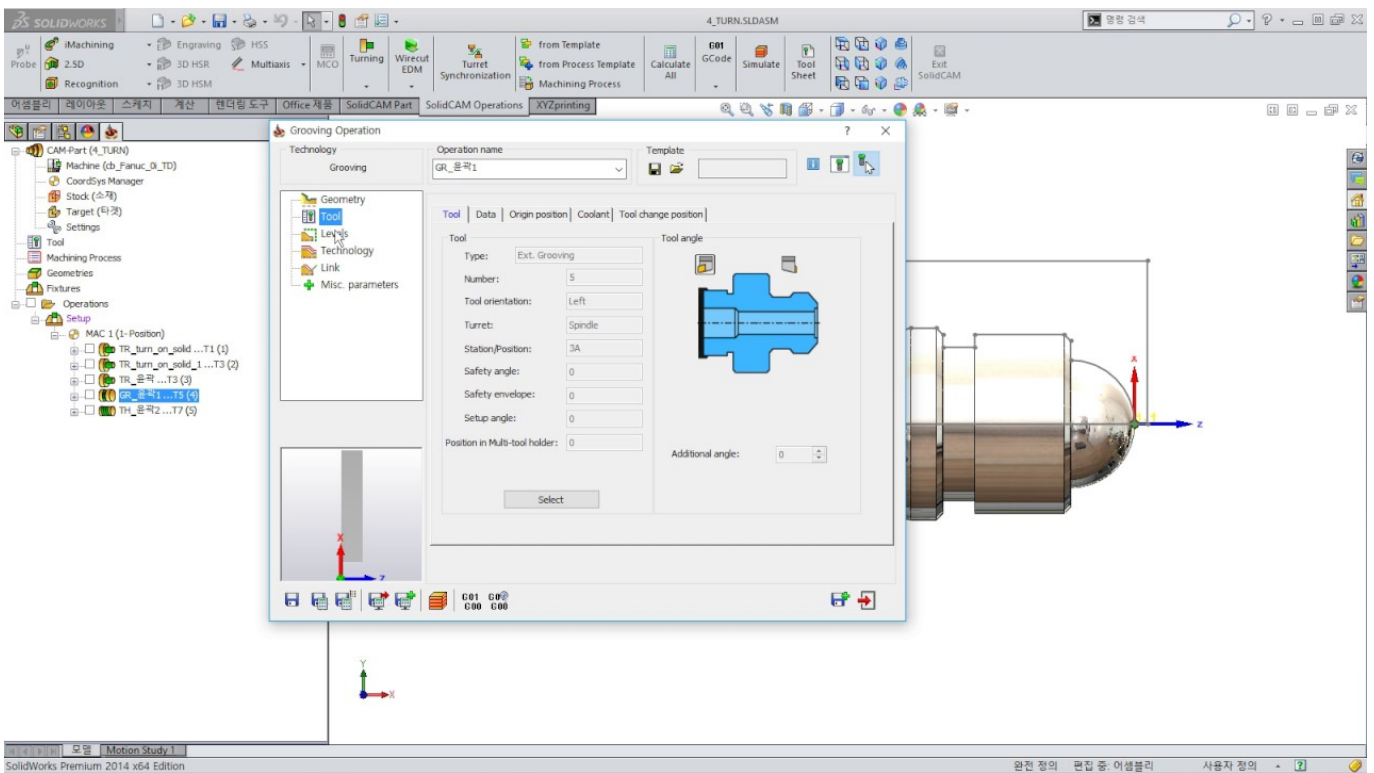 SOLIDWORKS
4_TURN.SLDASM
명령 검색
Probe
iMachining
Engraving
HSS
2.5D
3D HSR
Multiaxis
Recognition
3D HSM
MCO
Turning
Wirecut
EDM
Turret
Synchronization
from Template
from Process Template
Machining Process
Calculate
All
G01
GCode
Simulate
Tool
Sheet
Exit
SolidCAM
어셈블리
레이아웃
스케치
계산
렌더링 도구
Office 제품
SolidCAM Part
SolidCAM Operations
XYZprinting
CAM-Part (4_TURN)
Machine (cb_Fanuc_0i_TD)
CoordSys Manager
Stock (소재)
Target (타겟)
Settings
Tool
Machining Process
Geometries
Fixtures
Operations
Setup
MAC 1 (1- Position)
TR_turn_on_solid ...T1 (1)
TR_turn_on_solid_1 ...T3 (2)
TR_윤곽 ...T3 (3)
GR_윤곽1 ...T5 (4)
TH_윤곽2 ...T7 (5)
Grooving Operation
? ×
Technology
Grooving
Operation name
GR_윤곽1
Template
Geometry
Tool
Levels
Technology
Link
Misc. parameters
Tool
Data
Origin position
Coolant
Tool change position
Tool
Type: Ext. Grooving
Number: 5
Tool orientation: Left
Turret: Spindle
Station/Position: 3A
Safety angle: 0
Safety envelope: 0
Setup angle: 0
Position in Multi-tool holder: 0
Select
Tool angle
Additional angle: 0
X
Z
G01 G0
G00 G00
X
Z
Y
X
모델
Motion Study 1
SolidWorks Premium 2014 x64 Edition
완전 정의
편집 중: 어셈블리
사용자 정의